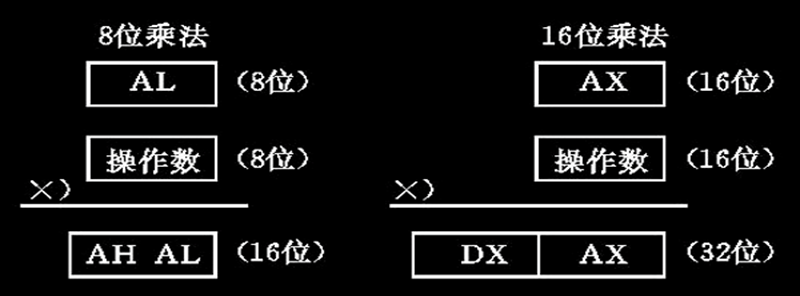 8位乘法 16位乘法
AL (8位) AX (16位)
操作数 (8位) 操作数 (16位)
×) ×)
AH AL (16位) DX AX (32位)